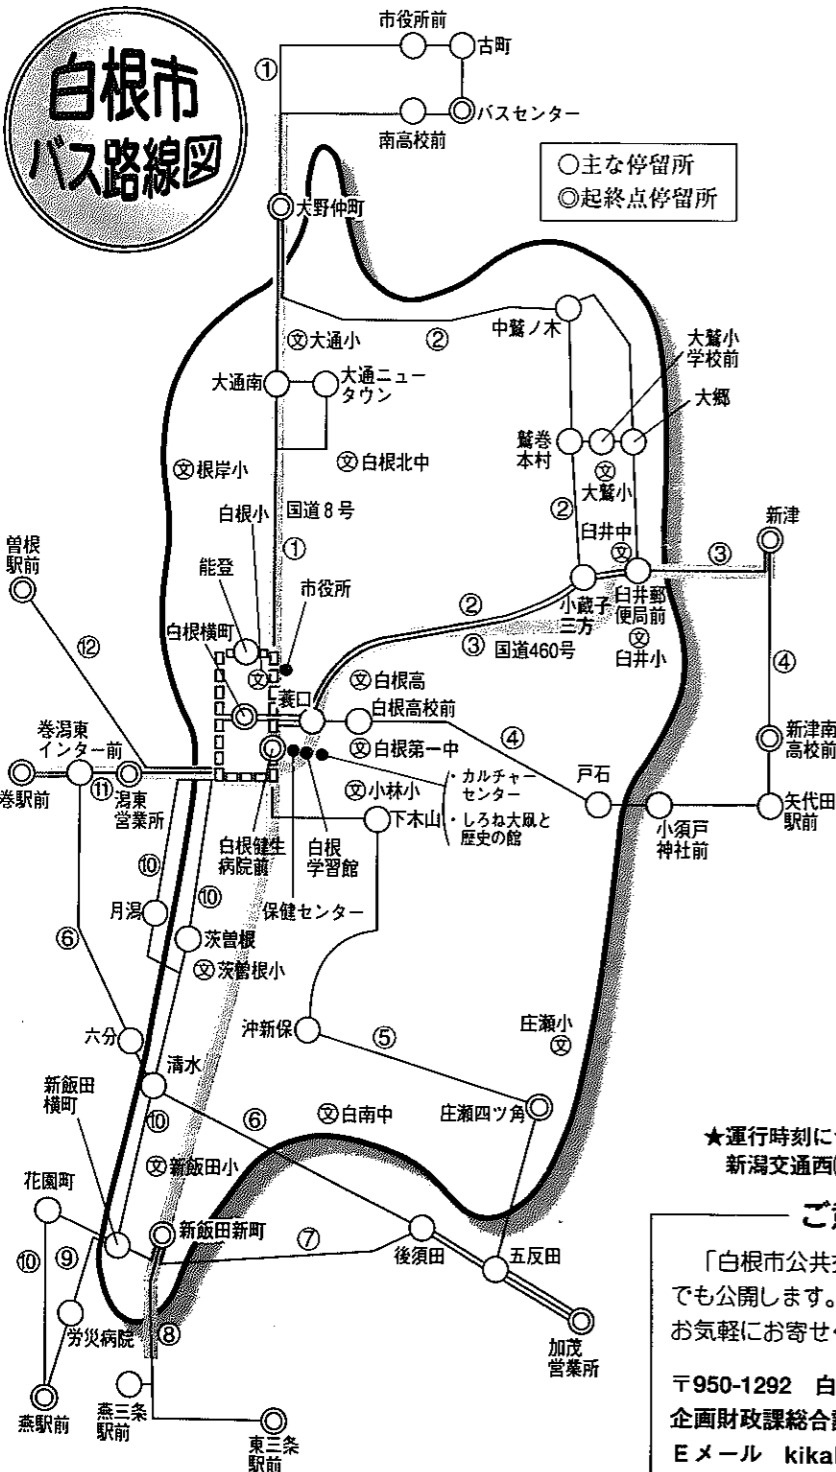 白根市
バス路線図
市役所前
古町
①
南高校前
バスセンター
○主な停留所
◎起終点停留所
大野仲町
文大通小
②
中鷲ノ木
大鷲小
学校前
大通南
大通ニュー
タウン
大郷
鷲巻
本村
文根岸小
文白根北中
文
大鷲小
白根小
国道8号
②
臼井中
文
新津
曽根
駅前
能登
①
市役所
②
③
小蔵子
三方
臼井郵
便局前
③
白根横町
国道460号
文
臼井小
⑫
文
蓑口
文白根高
白根高校前
④
巻潟東
インター前
文白根第一中
④
新津南
高校前
巻駅前
⑪
潟東
営業所
文小林小
・カルチャー
センター
・しろね大凧と
歴史の館
戸石
白根健生
病院前
白根
学習館
下木山
小須戸
神社前
矢代田
駅前
⑩
⑩
月潟
保健センター
⑥
茨曽根
文茨曽根小
六分
沖新保
庄瀬小
文
⑤
新飯田
横町
清水
⑩
⑥
文白南中
庄瀬四ツ角
★運行時刻に
新潟交通西
文新飯田小
花園町
新飯田新町
⑦
後須田
五反田
⑩
⑨
「白根市公共
でも公開します。
お気軽にお寄せ
労災病院
⑧
加茂
営業所
〒950-1292 白
燕駅前
燕三条
駅前
東三条
駅前
企画財政課総合
Eメール kika